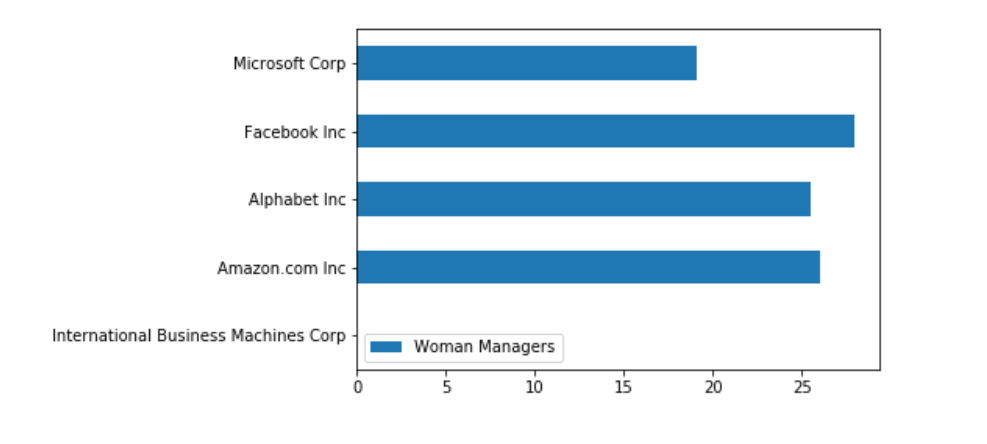 Microsoft Corp
Facebook Inc
Alphabet Inc
Amazon.com Inc
International Business Machines Corp
Woman Managers
0 5 10 15 20 25